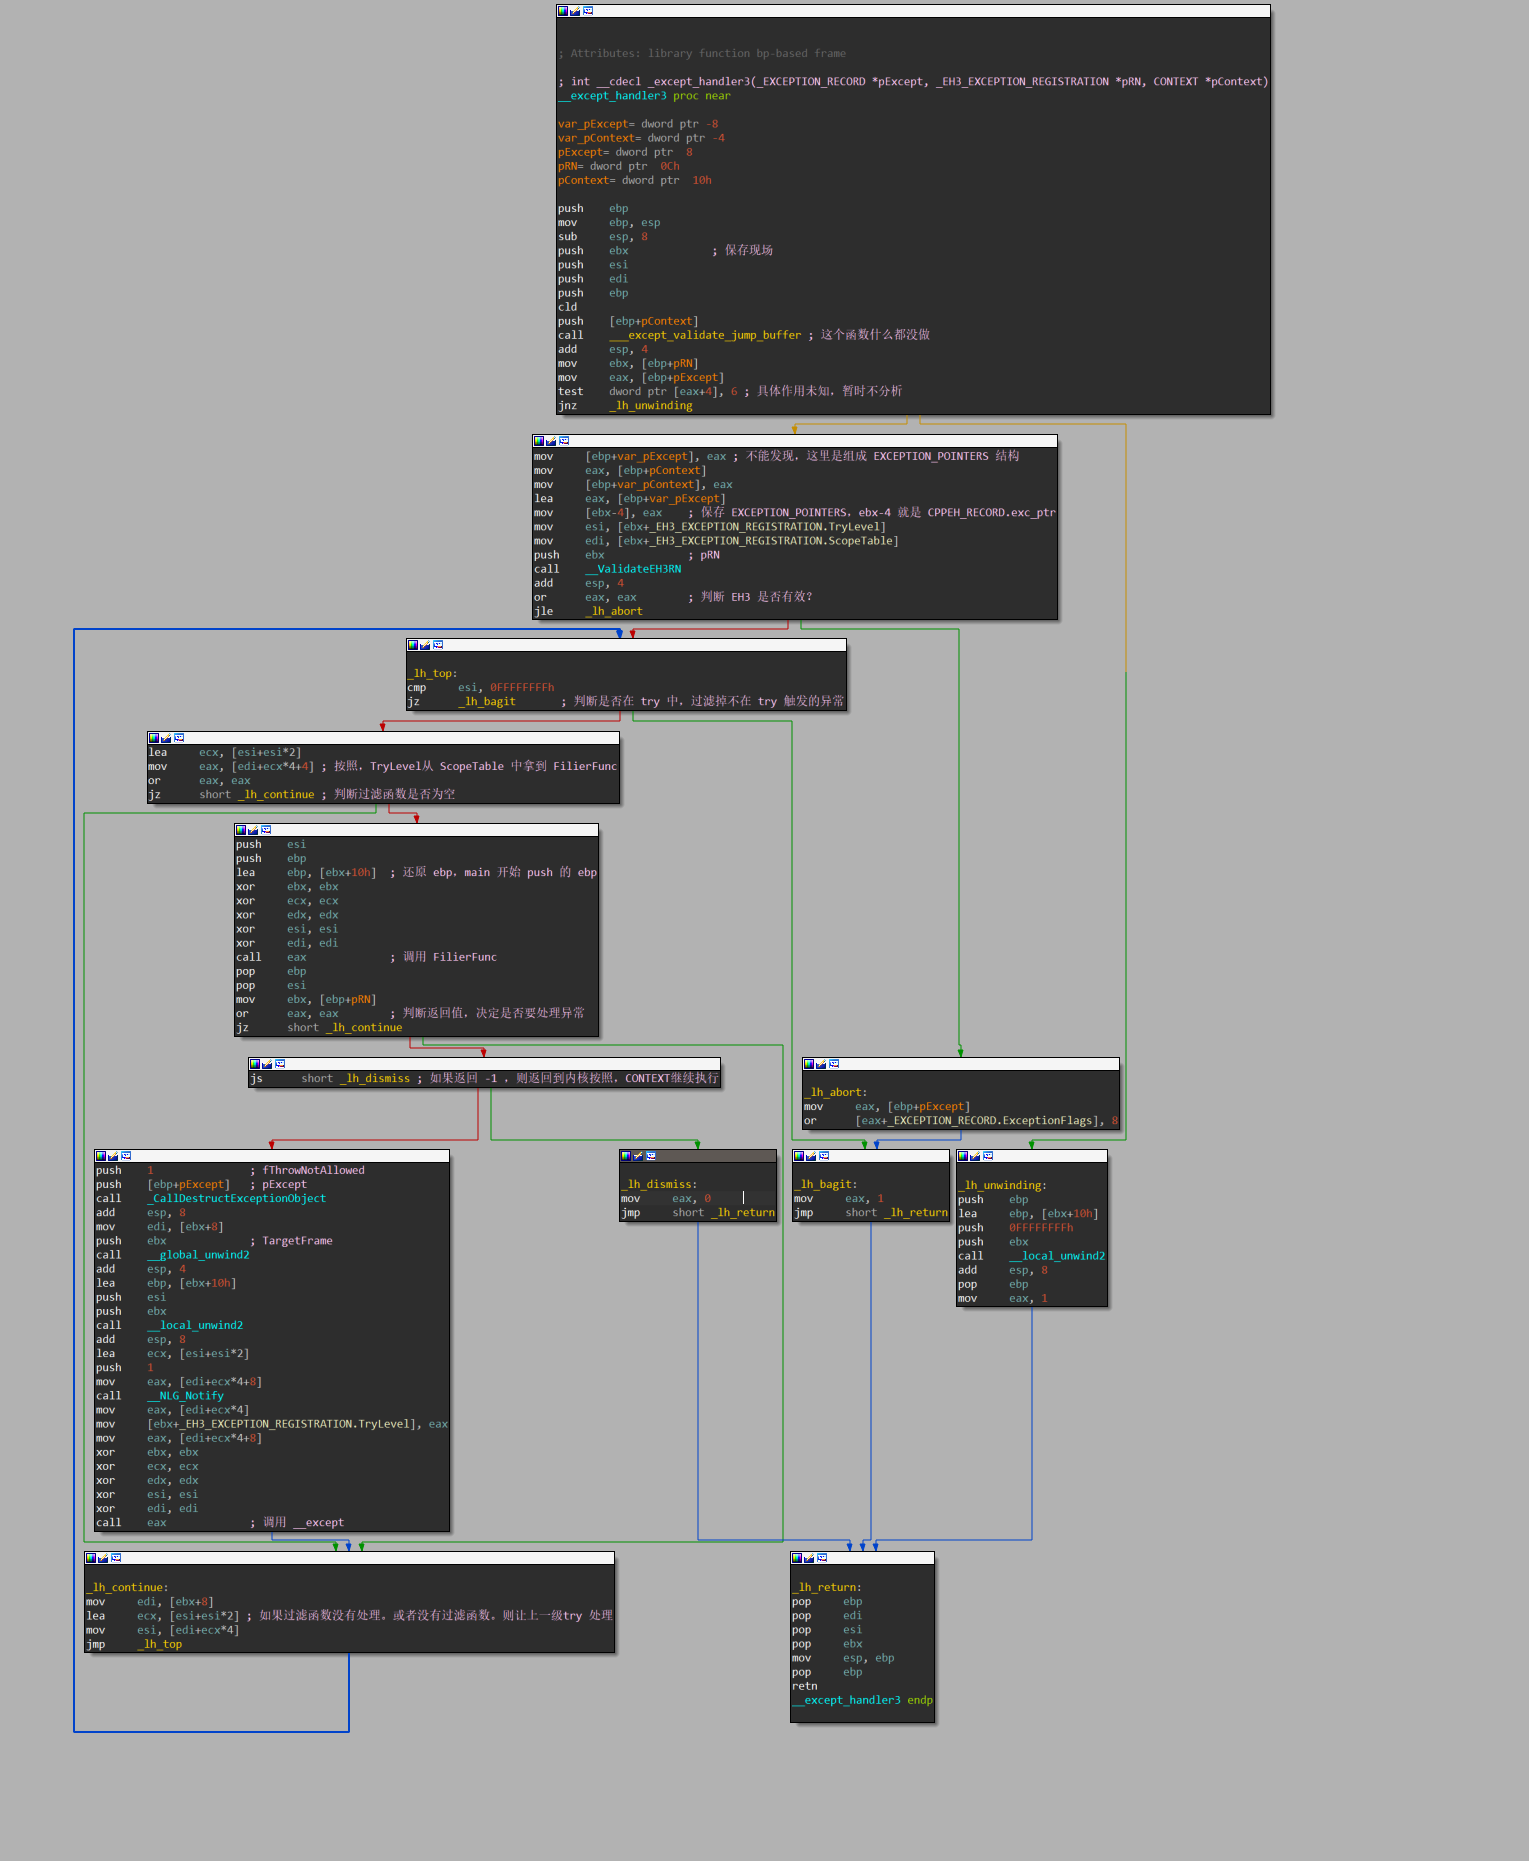 ; Attributes: library function bp-based frame
; int __cdecl _except_handler3(_EXCEPTION_RECORD *pExcept, _EH3_EXCEPTION_REGISTRATION *pRN, CONTEXT *pContext)
__except_handler3 proc near
var_pExcept= dword ptr -8
var_pContext= dword ptr -4
pExcept= dword ptr  8
pRN= dword ptr  0Ch
pContext= dword ptr  10h
push    ebp
mov     ebp, esp
sub     esp, 8
push    ebx             ; 保存现场
push    esi
push    edi
push    ebp
cld
push    [ebp+pContext]
call    ___except_validate_jump_buffer ; 这个函数什么都没做
add     esp, 4
mov     ebx, [ebp+pRN]
mov     eax, [ebp+pExcept]
test    dword ptr [eax+4], 6 ; 具体作用未知，暂时不分析
jnz     _lh_unwinding
mov     [ebp+var_pExcept], eax ; 不能发现，这里是组成 EXCEPTION_POINTERS 结构
mov     eax, [ebp+pContext]
mov     [ebp+var_pContext], eax
lea     eax, [ebp+var_pExcept]
mov     [ebx-4], eax    ; 保存 EXCEPTION_POINTERS，ebx-4 就是 CPPEH_RECORD.exc_ptr
mov     esi, [ebx+_EH3_EXCEPTION_REGISTRATION.TryLevel]
mov     edi, [ebx+_EH3_EXCEPTION_REGISTRATION.ScopeTable]
push    ebx             ; pRN
call    __ValidateEH3RN
add     esp, 4
or      eax, eax        ; 判断 EH3 是否有效？
jle     _lh_abort
_lh_top:
cmp     esi, 0FFFFFFFFh
jz      _lh_bagit       ; 判断是否在 try 中，过滤掉不在 try 触发的异常
lea     ecx, [esi+esi*2]
mov     eax, [edi+ecx*4+4] ; 按照，TryLevel从 ScopeTable 中拿到 FilierFunc
or      eax, eax
jz      short _lh_continue ; 判断过滤函数是否为空
push    esi
push    ebp
lea     ebp, [ebx+10h]  ; 还原 ebp，main 开始 push 的 ebp
xor     ebx, ebx
xor     ecx, ecx
xor     edx, edx
xor     esi, esi
xor     edi, edi
call    eax             ; 调用 FilierFunc
pop     ebp
pop     esi
mov     ebx, [ebp+pRN]
or      eax, eax        ; 判断返回值，决定是否要处理异常
jz      short _lh_continue
js      short _lh_dismiss ; 如果返回 -1 ，则返回到内核按照，CONTEXT继续执行
_lh_abort:
mov     eax, [ebp+pExcept]
or      [eax+_EXCEPTION_RECORD.ExceptionFlags], 8
push    1               ; fThrowNotAllowed
push    [ebp+pExcept]   ; pExcept
call    _CallDestructExceptionObject
add     esp, 8
mov     edi, [ebx+8]
push    ebx             ; TargetFrame
call    __global_unwind2
add     esp, 4
lea     ebp, [ebx+10h]
push    esi
push    ebx
call    __local_unwind2
add     esp, 8
lea     ecx, [esi+esi*2]
push    1
mov     eax, [edi+ecx*4+8]
call    __NLG_Notify
mov     eax, [edi+ecx*4]
mov     [ebx+_EH3_EXCEPTION_REGISTRATION.TryLevel], eax
mov     eax, [edi+ecx*4+8]
xor     ebx, ebx
xor     ecx, ecx
xor     edx, edx
xor     esi, esi
xor     edi, edi
call    eax             ; 调用 __except
_lh_dismiss:
mov     eax, 0
jmp     short _lh_return
_lh_bagit:
mov     eax, 1
jmp     short _lh_return
_lh_unwinding:
push    ebp
lea     ebp, [ebx+10h]
push    0FFFFFFFFh
push    ebx
call    __local_unwind2
add     esp, 8
pop     ebp
mov     eax, 1
_lh_continue:
mov     edi, [ebx+8]
lea     ecx, [esi+esi*2] ; 如果过滤函数没有处理。或者没有过滤函数。则让上一级try 处理
mov     esi, [edi+ecx*4]
jmp     _lh_top
_lh_return:
pop     ebp
pop     edi
pop     esi
pop     ebx
mov     esp, ebp
pop     ebp
retn
__except_handler3 endp